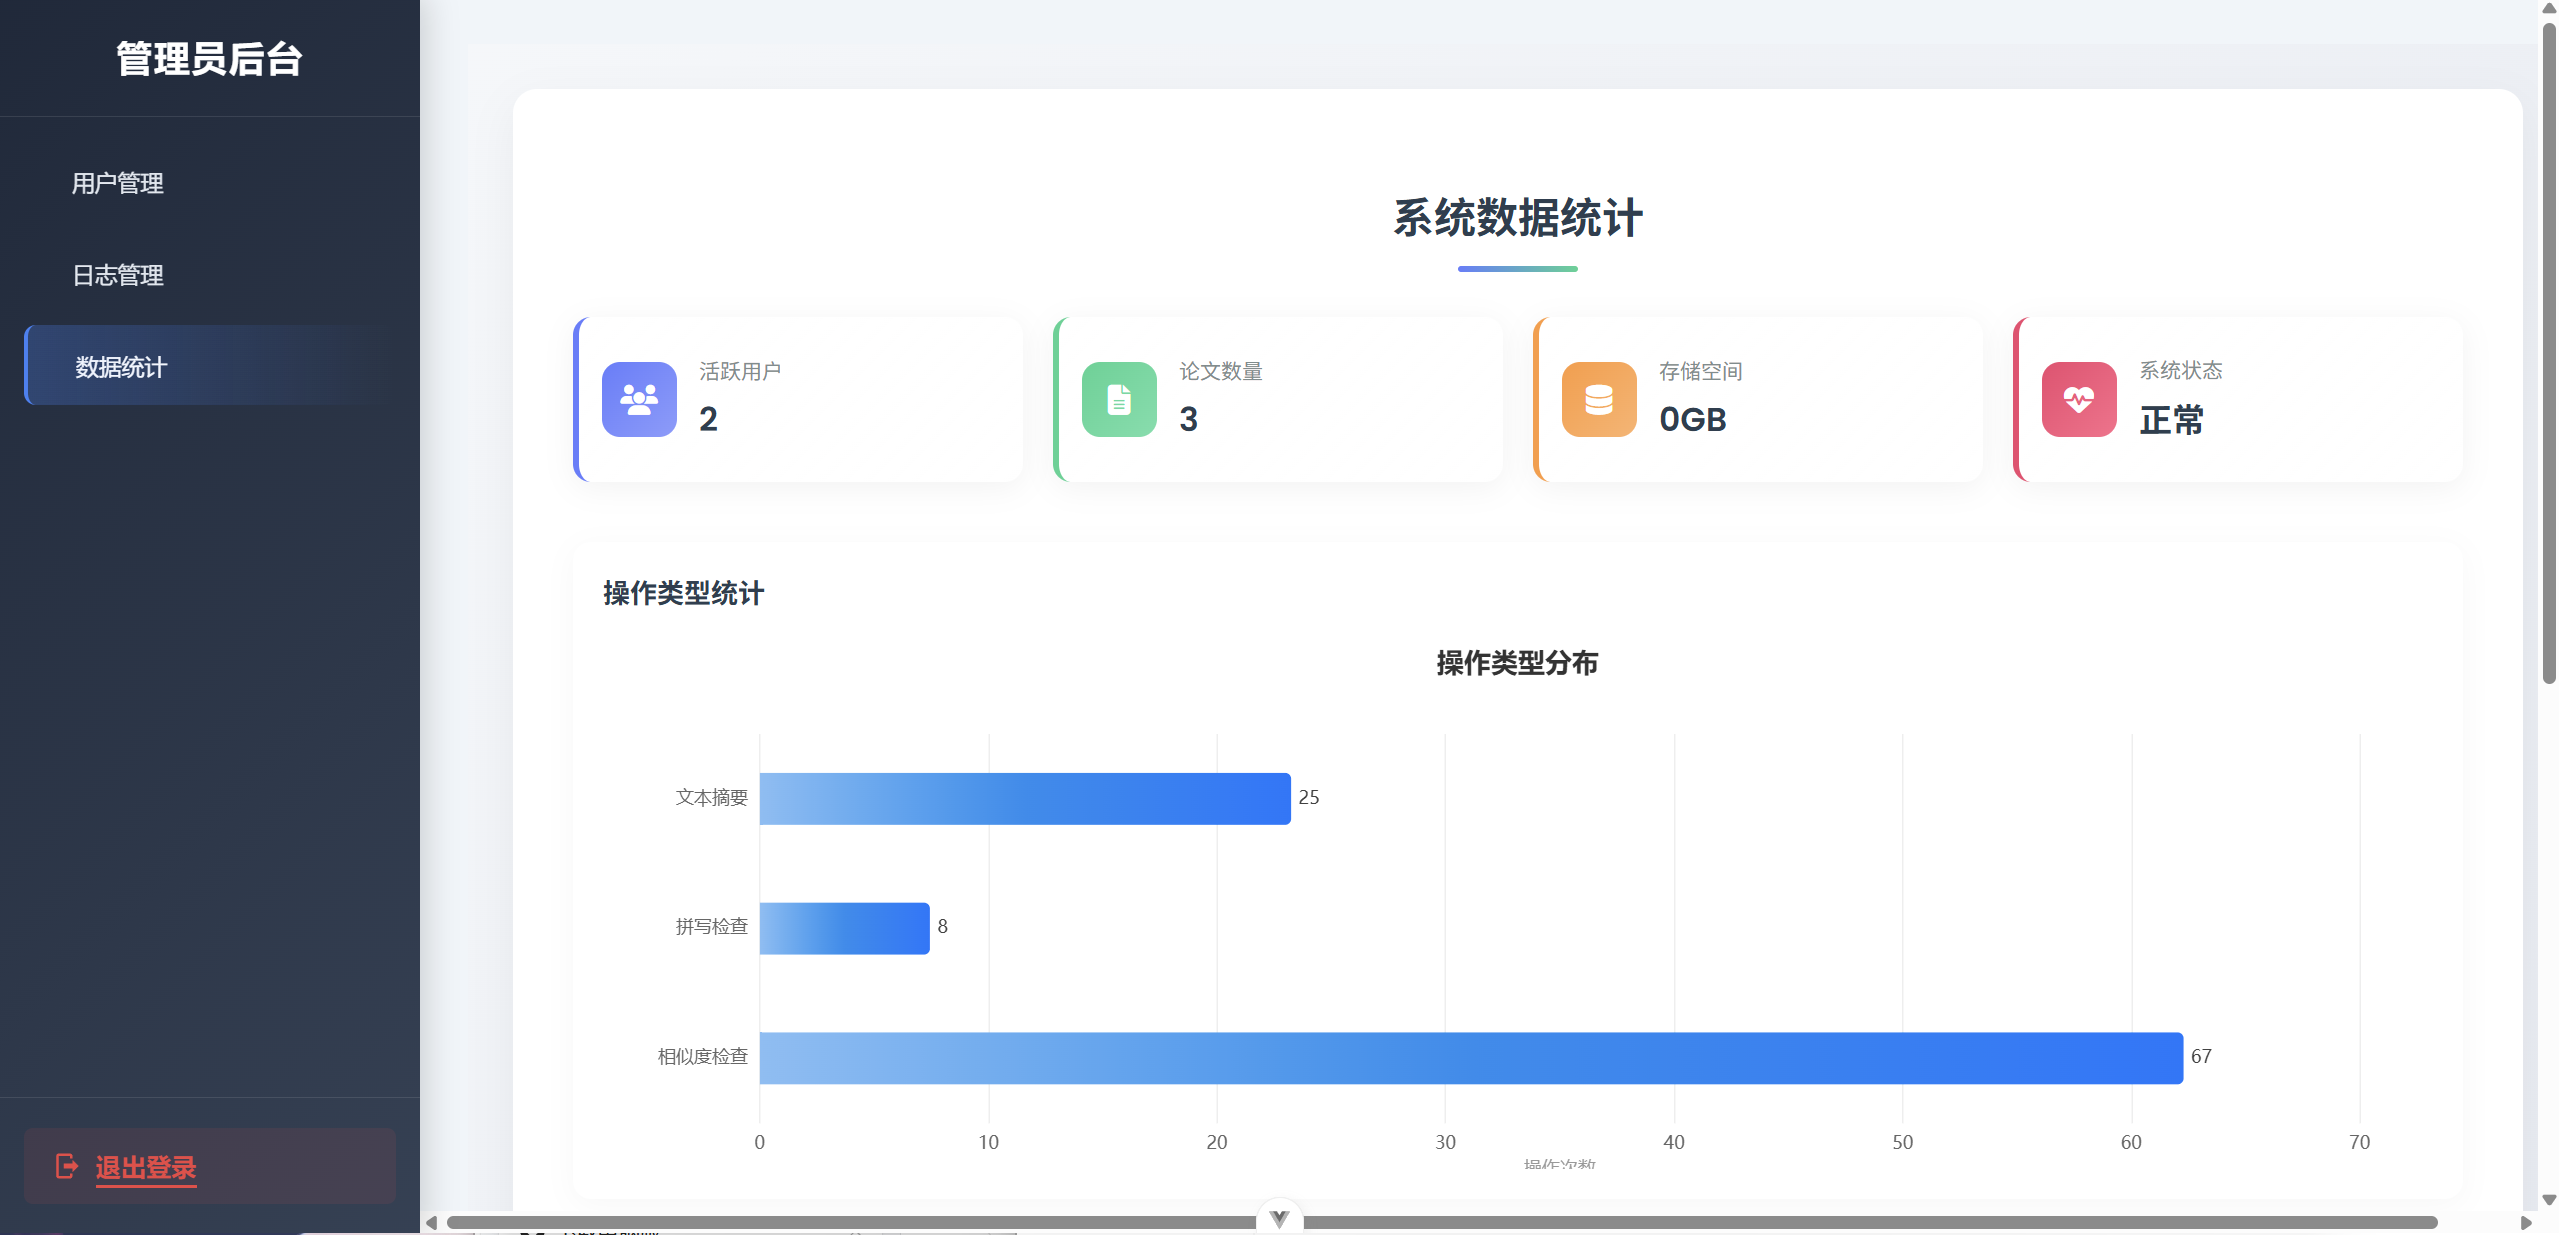 管理员后台
用户管理
日志管理
数据统计
退出登录
系统数据统计
活跃用户
2
论文数量
3
存储空间
0GB
系统状态
正常
操作类型统计
操作类型分布
文本摘要 25
拼写检查 8
相似度检查 67
0 10 20 30 40 50 60 70
操作次数